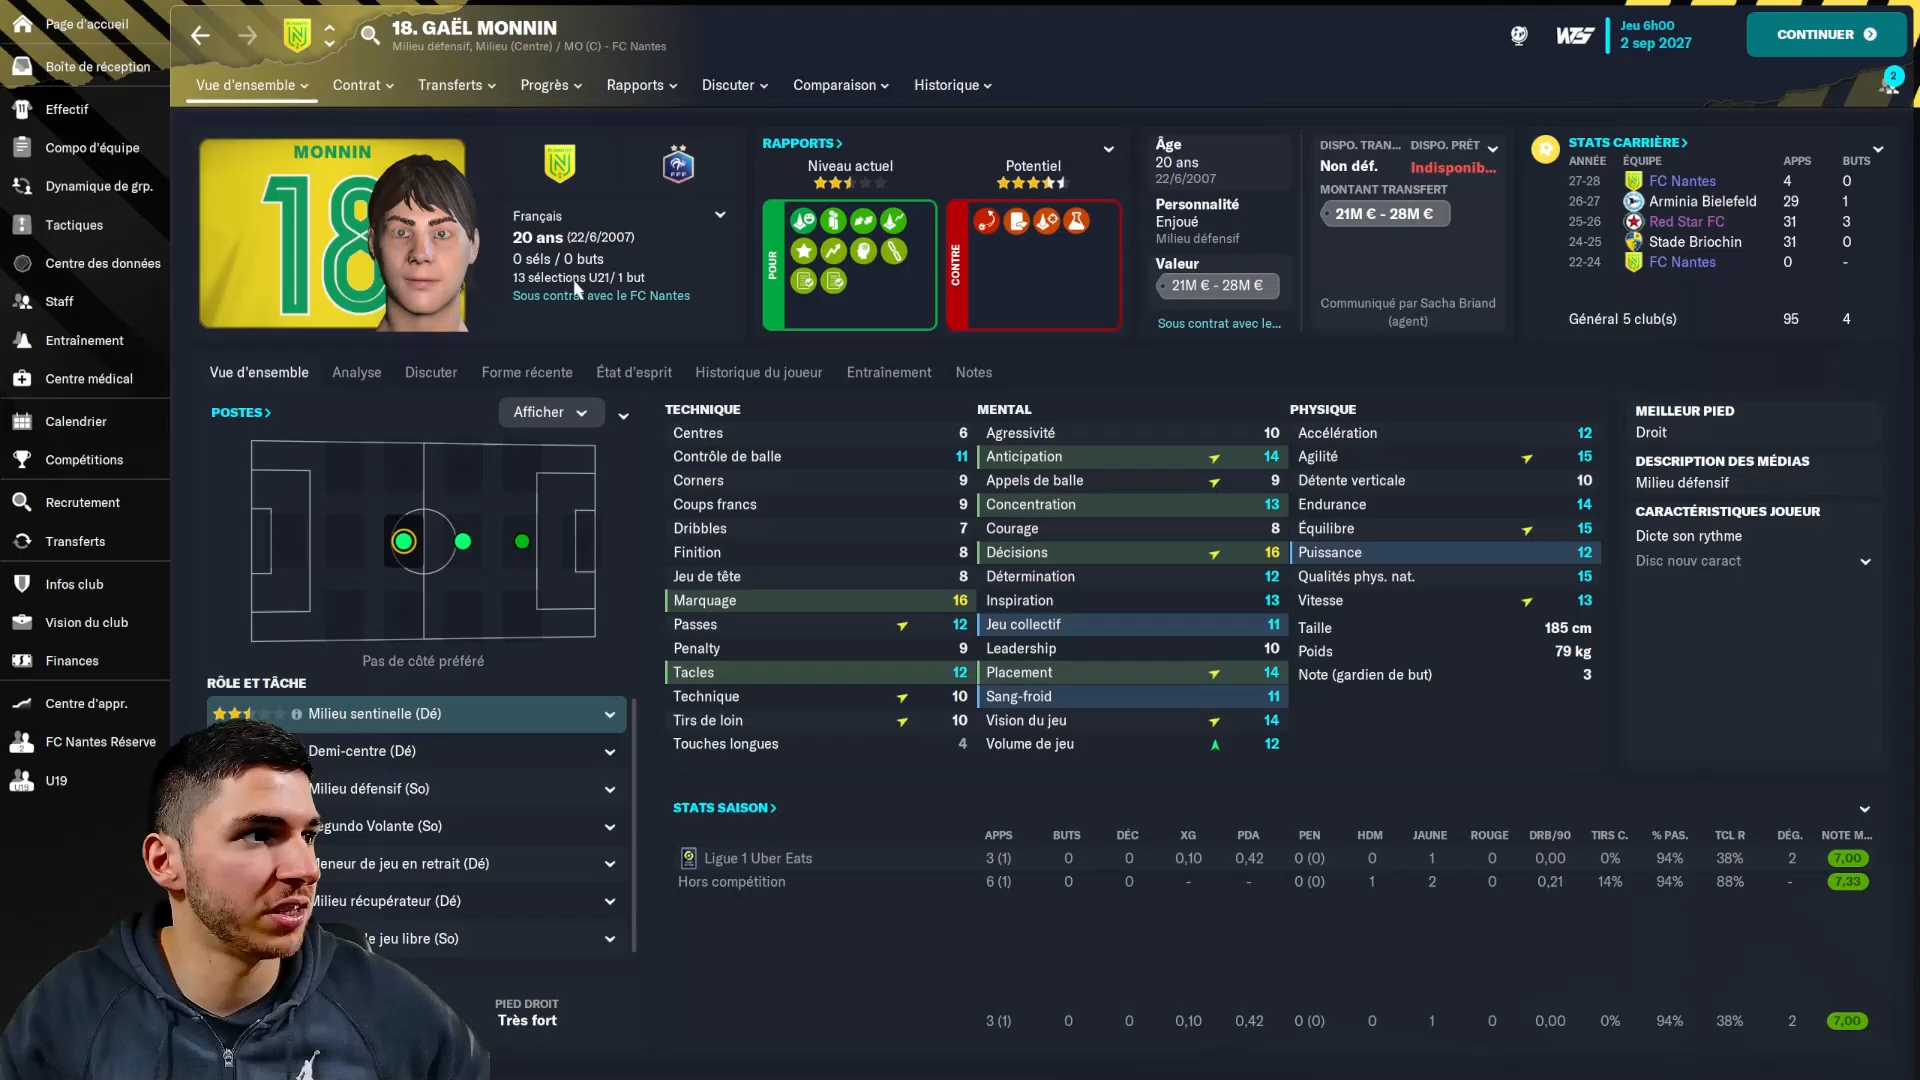 Page d'accueil
Boîte de réception
Effectif
Compo d'équipe
Dynamique de grp.
Tactiques
Centre des données
Staff
Entraînement
Centre médical
Calendrier
Compétitions
Recrutement
Transferts
Infos club
Vision du club
Finances
Centre d'appr.
FC Nantes Réserve
U19
18. GAËL MONNIN
Milieu défensif, Milieu (Centre) / MO (C) - FC Nantes
Jeu 6h00
2 sep 2027
CONTINUER
2
Vue d'ensemble Contrat Transferts Progrès Rapports Discuter Comparaison Historique
MONNIN
18
Français
20 ans (22/6/2007)
0 séls / 0 buts
13 sélections U21/ 1 but
Sous contrat avec le FC Nantes
RAPPORTS
Niveau actuel
Potentiel
POUR
CONTRE
Âge
20 ans
22/6/2007
Personnalité
Enjoué
Milieu défensif
Valeur
21M € - 28M €
Sous contrat avec le...
DISPO. TRAN... DISPO. PRÊT
Non déf. Indisponib...
MONTANT TRANSFERT
21M € - 28M €
Communiqué par Sacha Briand
(agent)
STATS CARRIÈRE
ANNÉE ÉQUIPE APPS BUTS
27-28 FC Nantes 4 0
26-27 Arminia Bielefeld 29 1
25-26 Red Star FC 31 3
24-25 Stade Briochin 31 0
22-24 FC Nantes 0 -
Général 5 club(s) 95 4
Vue d'ensemble Analyse Discuter Forme récente État d'esprit Historique du joueur Entraînement Notes
POSTES
Afficher
Pas de côté préféré
RÔLE ET TÂCHE
Milieu sentinelle (Dé)
Demi-centre (Dé)
Milieu défensif (So)
Segundo Volante (So)
Meneur de jeu en retrait (Dé)
Milieu récupérateur (Dé)
e jeu libre (So)
PIED DROIT
Très fort
TECHNIQUE
Centres 6
Contrôle de balle 11
Corners 9
Coups francs 9
Dribbles 7
Finition 8
Jeu de tête 8
Marquage 16
Passes 12
Penalty 9
Tacles 12
Technique 10
Tirs de loin 10
Touches longues 4
MENTAL
Agressivité 10
Anticipation 14
Appels de balle 9
Concentration 13
Courage 8
Décisions 16
Détermination 12
Inspiration 13
Jeu collectif 11
Leadership 10
Placement 14
Sang-froid 11
Vision du jeu 14
Volume de jeu 12
PHYSIQUE
Accélération 12
Agilité 15
Détente verticale 10
Endurance 14
Équilibre 15
Puissance 12
Qualités phys. nat. 15
Vitesse 13
Taille 185 cm
Poids 79 kg
Note (gardien de but) 3
MEILLEUR PIED
Droit
DESCRIPTION DES MÉDIAS
Milieu défensif
CARACTÉRISTIQUES JOUEUR
Dicte son rythme
Disc nouv caract
STATS SAISON
APPS BUTS DÉC XG PDA PEN HDM JAUNE ROUGE DRB/90 TIRS C. % PAS. TCL R DÉG. NOTE M...
Ligue 1 Uber Eats 3 (1) 0 0 0,10 0,42 0 (0) 0 1 0 0,00 0% 94% 38% 2 7,00
Hors compétition 6 (1) 0 0 - - 0 (0) 1 2 0 0,21 14% 94% 88% - 7,33
3 (1) 0 0 0,10 0,42 0 (0) 0 1 0 0,00 0% 94% 38% 2 7,00